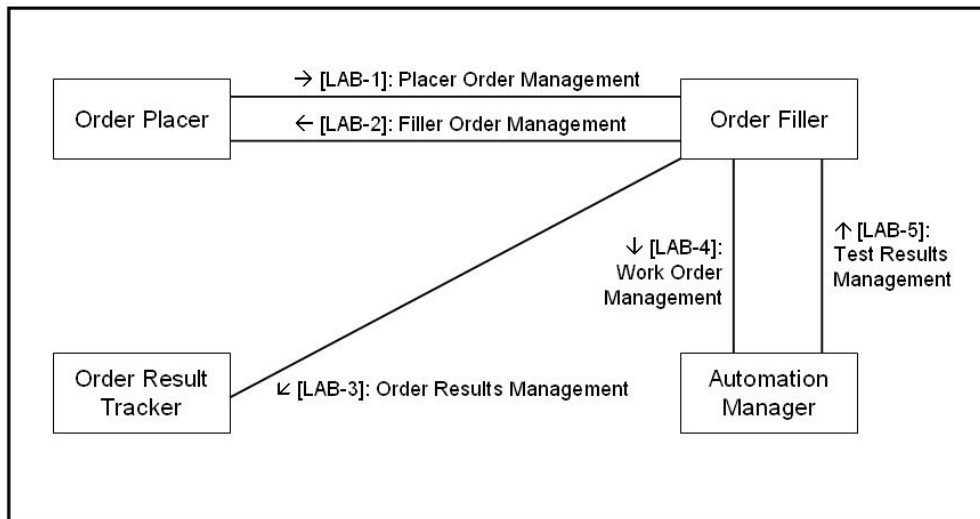 → [LAB-1]: Placer Order Management
Order Placer
← [LAB-2]: Filler Order Management
Order Filler
↓ [LAB-4]:
Work Order
Management
↑ [LAB-5]:
Test Results
Management
Order Result
Tracker
↙ [LAB-3]: Order Results Management
Automation
Manager